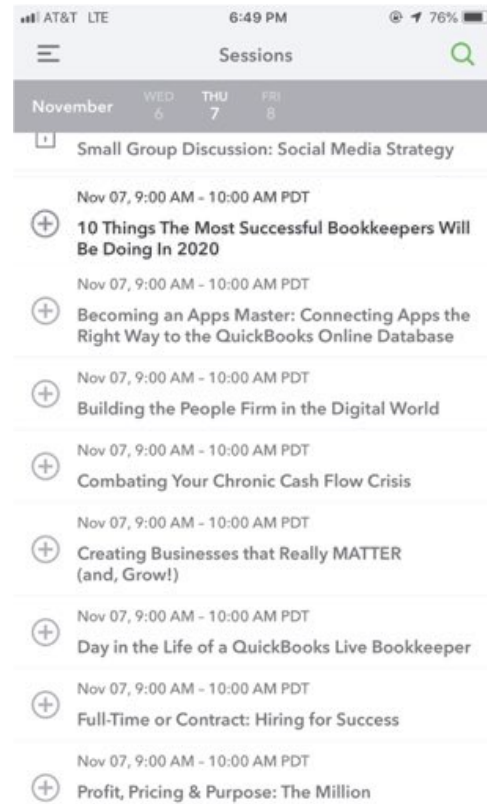 AT&T LTE 6:49 PM 76%
Sessions
November WED 6 THU 7 FRI 8
Small Group Discussion: Social Media Strategy
Nov 07, 9:00 AM – 10:00 AM PDT
10 Things The Most Successful Bookkeepers Will
Be Doing In 2020
Nov 07, 9:00 AM – 10:00 AM PDT
Becoming an Apps Master: Connecting Apps the
Right Way to the QuickBooks Online Database
Nov 07, 9:00 AM – 10:00 AM PDT
Building the People Firm in the Digital World
Nov 07, 9:00 AM – 10:00 AM PDT
Combating Your Chronic Cash Flow Crisis
Nov 07, 9:00 AM – 10:00 AM PDT
Creating Businesses that Really MATTER
(and, Grow!)
Nov 07, 9:00 AM – 10:00 AM PDT
Day in the Life of a QuickBooks Live Bookkeeper
Nov 07, 9:00 AM – 10:00 AM PDT
Full-Time or Contract: Hiring for Success
Nov 07, 9:00 AM – 10:00 AM PDT
Profit, Pricing & Purpose: The Million